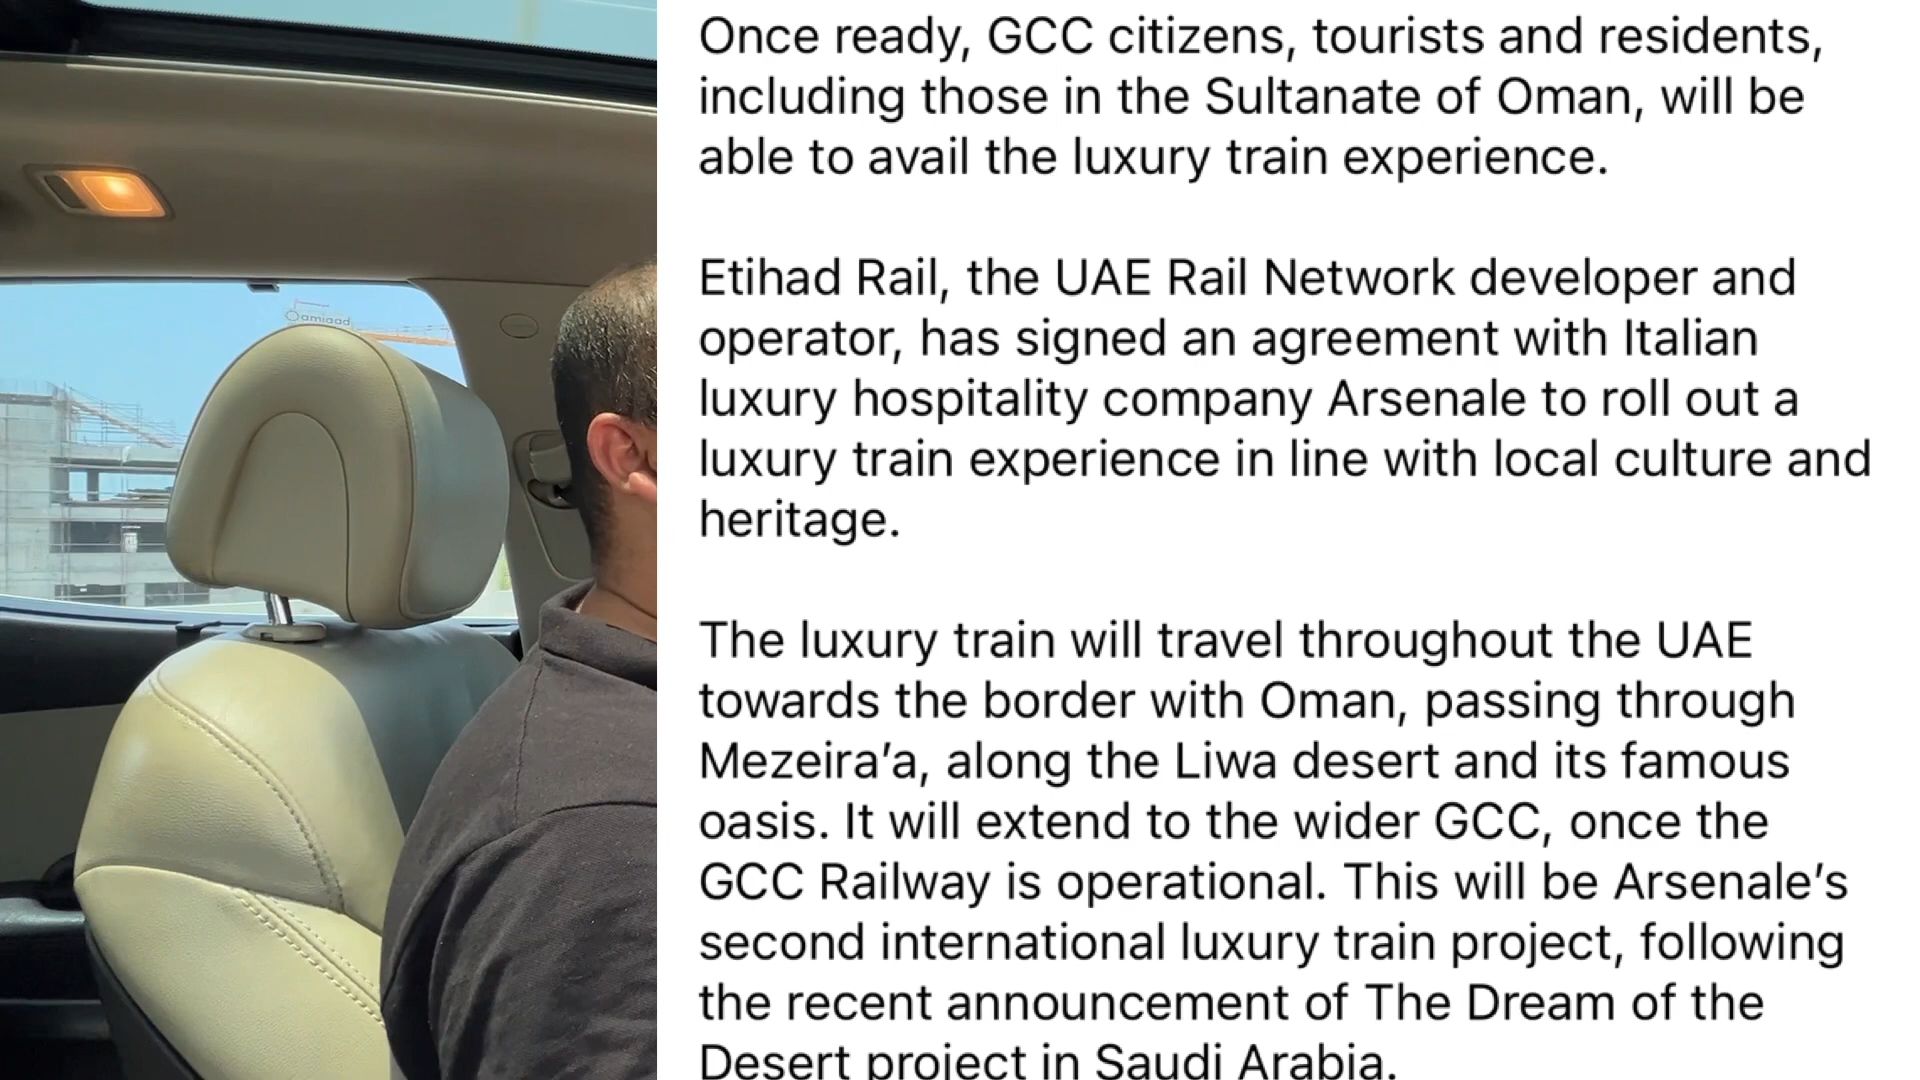 Oamiaad
Once ready, GCC citizens, tourists and residents,
including those in the Sultanate of Oman, will be
able to avail the luxury train experience.
Etihad Rail, the UAE Rail Network developer and
operator, has signed an agreement with Italian
luxury hospitality company Arsenale to roll out a
luxury train experience in line with local culture and
heritage.
The luxury train will travel throughout the UAE
towards the border with Oman, passing through
Mezeira’a, along the Liwa desert and its famous
oasis. It will extend to the wider GCC, once the
GCC Railway is operational. This will be Arsenale’s
second international luxury train project, following
the recent announcement of The Dream of the
Desert project in Saudi Arabia.